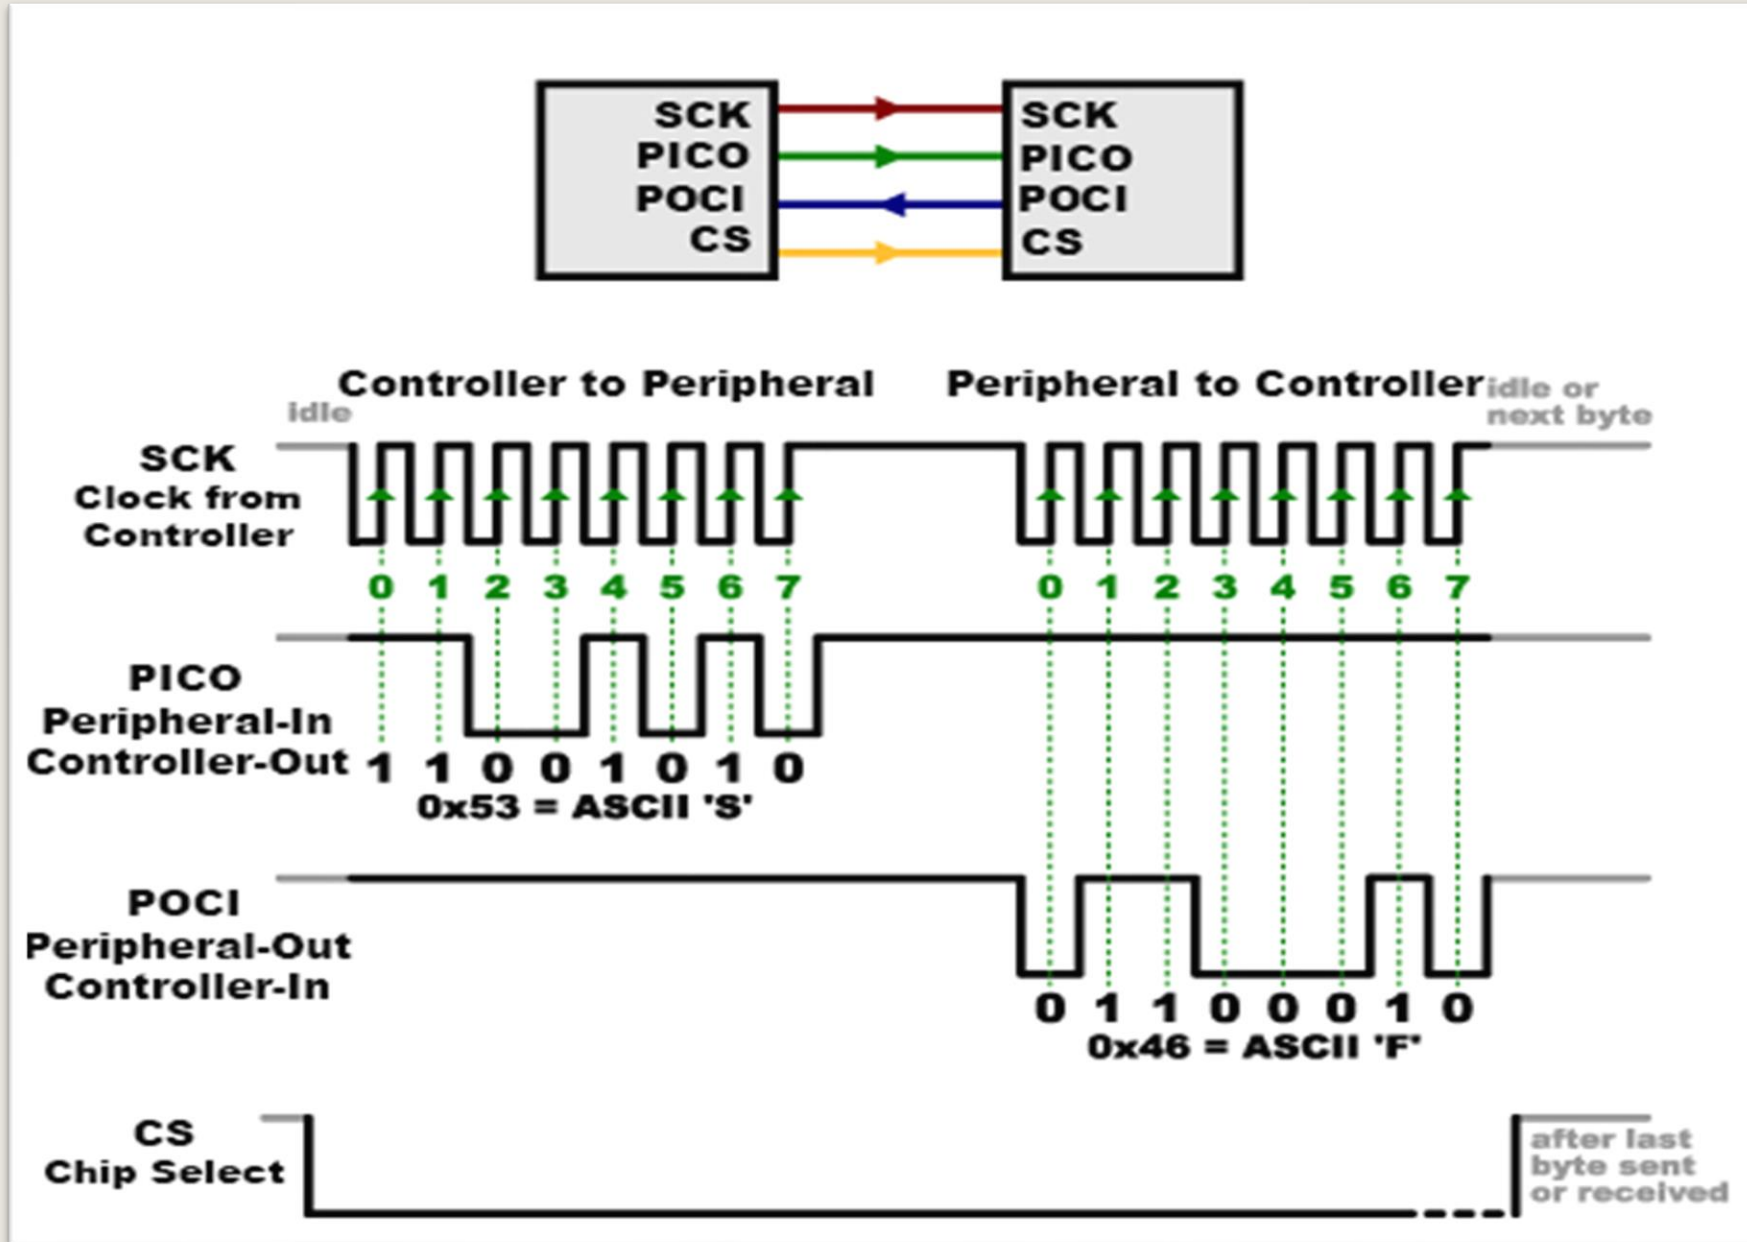 SCK
PICO
POCI
CS
SCK
PICO
POCI
CS
Controller to Peripheral
Peripheral to Controller
idle
idle or
next byte
SCK
Clock from
Controller
0 1 2 3 4 5 6 7
0 1 2 3 4 5 6 7
PICO
Peripheral-In
Controller-Out
1 1 0 0 1 0 1 0
0x53 = ASCII 'S'
POCI
Peripheral-Out
Controller-In
0 1 1 0 0 0 1 0
0x46 = ASCII 'F'
CS
Chip Select
after last
byte sent
or received